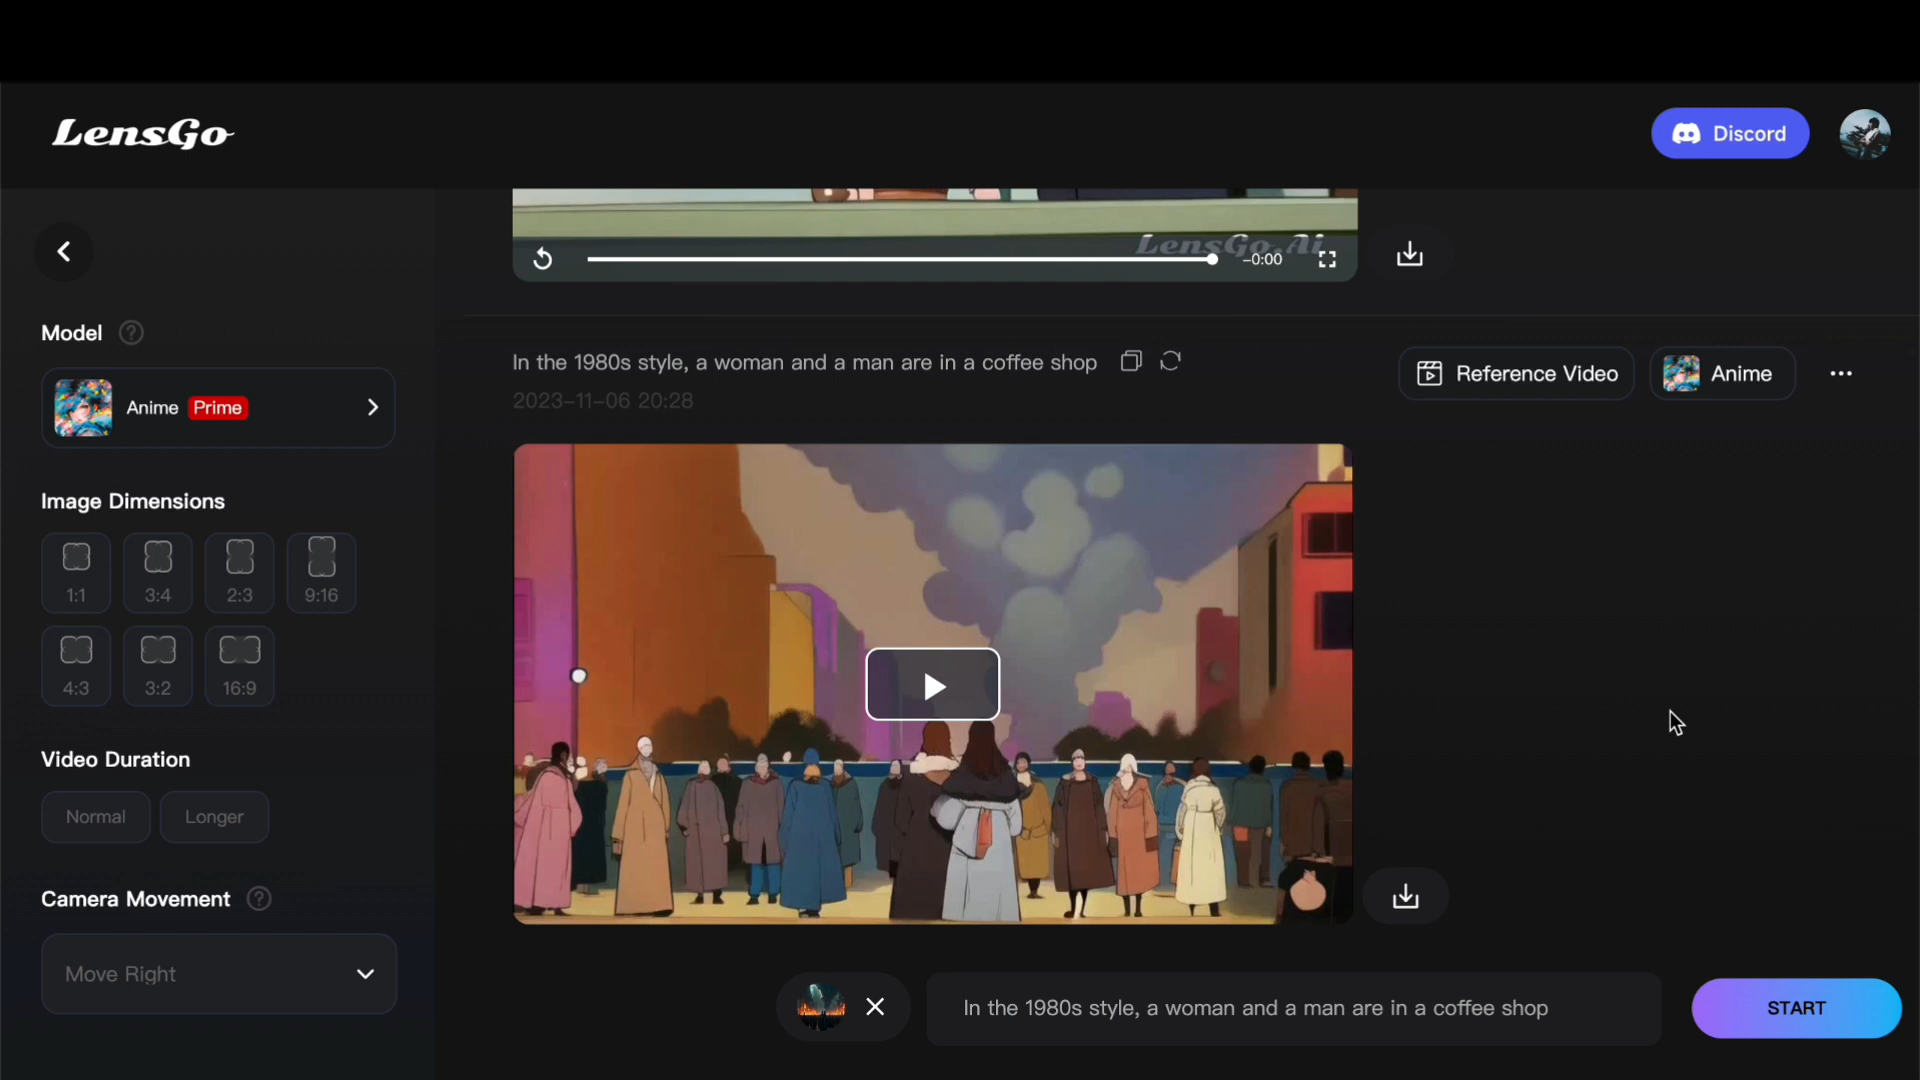 LensGo
Discord
LensGo.Ai
-0:00
Model
Anime Prime
In the 1980s style, a woman and a man are in a coffee shop
2023-11-06 20:28
Reference Video
Anime
Image Dimensions
1:1
3:4
2:3
9:16
4:3
3:2
16:9
Video Duration
Normal
Longer
Camera Movement
Move Right
In the 1980s style, a woman and a man are in a coffee shop
START